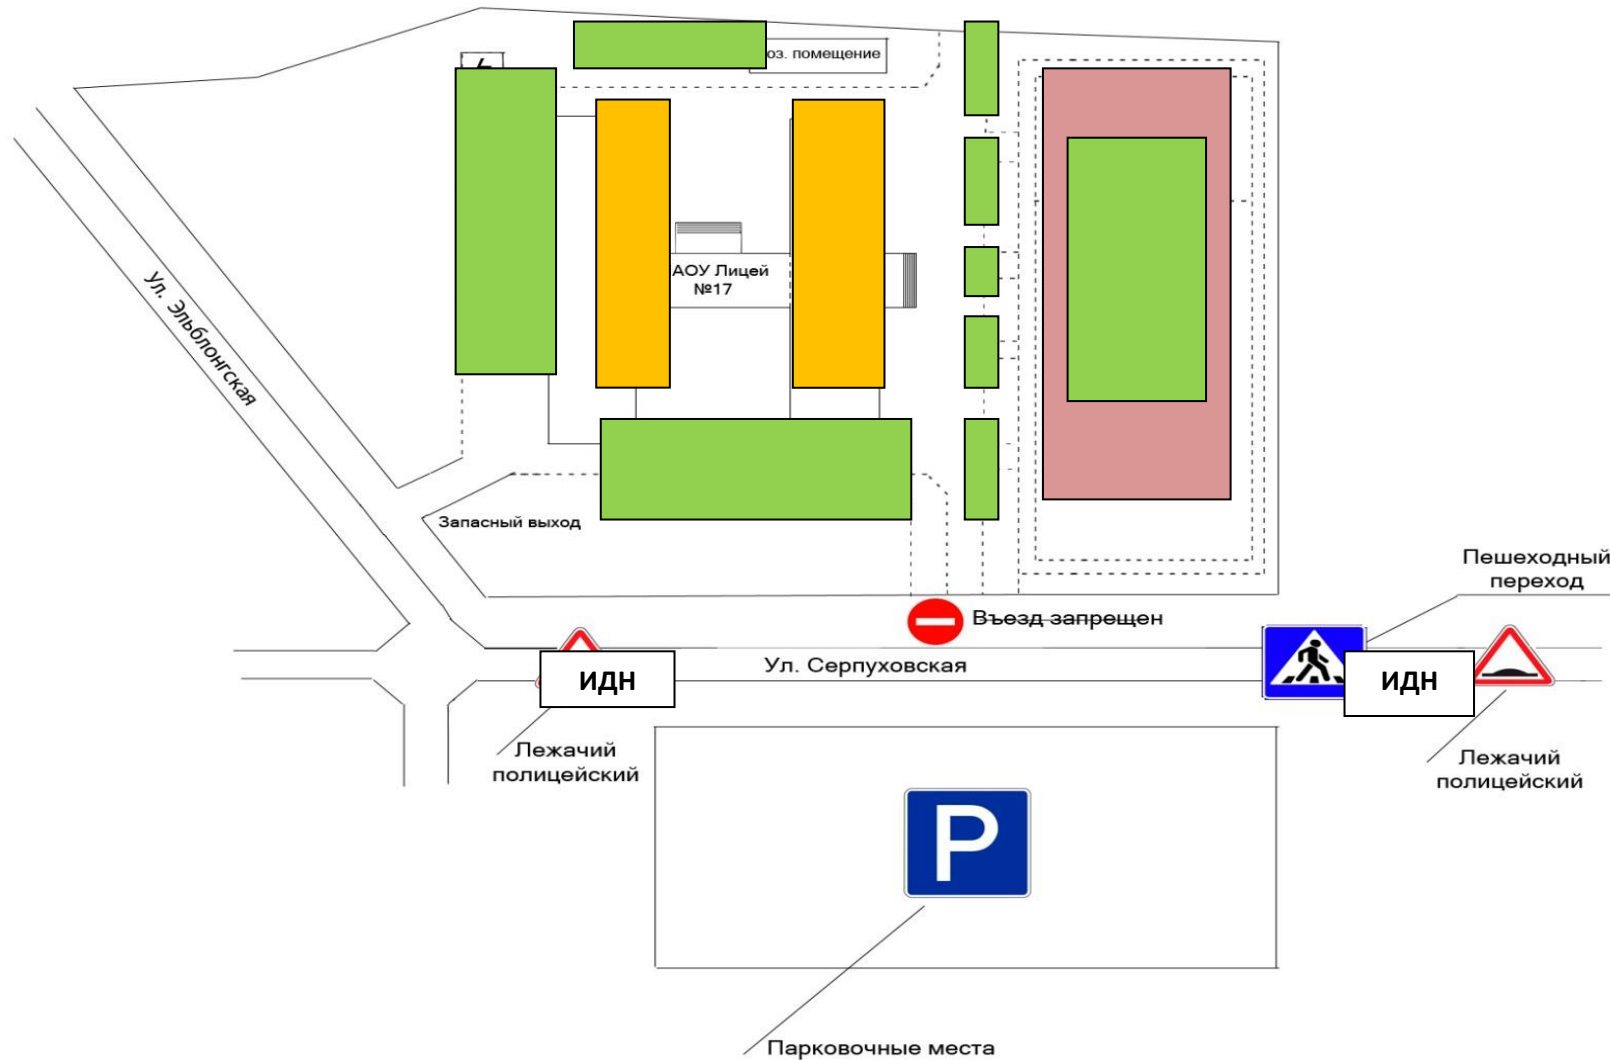 оз. помещение
АОУ Лицей
№17
Ул. Эльблонгская
Запасный выход
Пешеходный
переход
Въезд запрещен
Ул. Серпуховская
ИДН
ИДН
Лежачий
полицейский
Лежачий
полицейский
P
Парковочные места